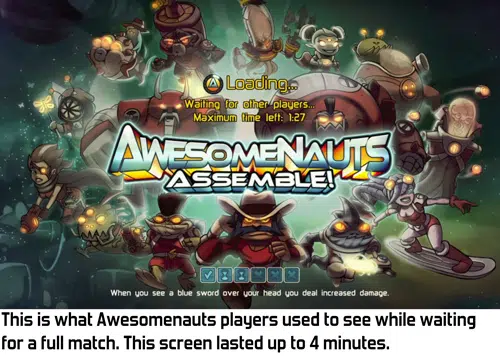 Loading...
Waiting for other players...
Maximum time left: 1:27
AWESOMENAUTS
ASSEMBLE!
When you see a blue sword over your head you deal increased damage.
This is what Awesomenauts players used to see while waiting
for a full match. This screen lasted up to 4 minutes.